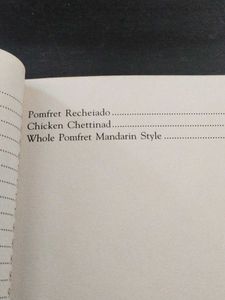 Pomfret Recheiado
Chicken Chettinad
Whole Pomfret Mandarin Style